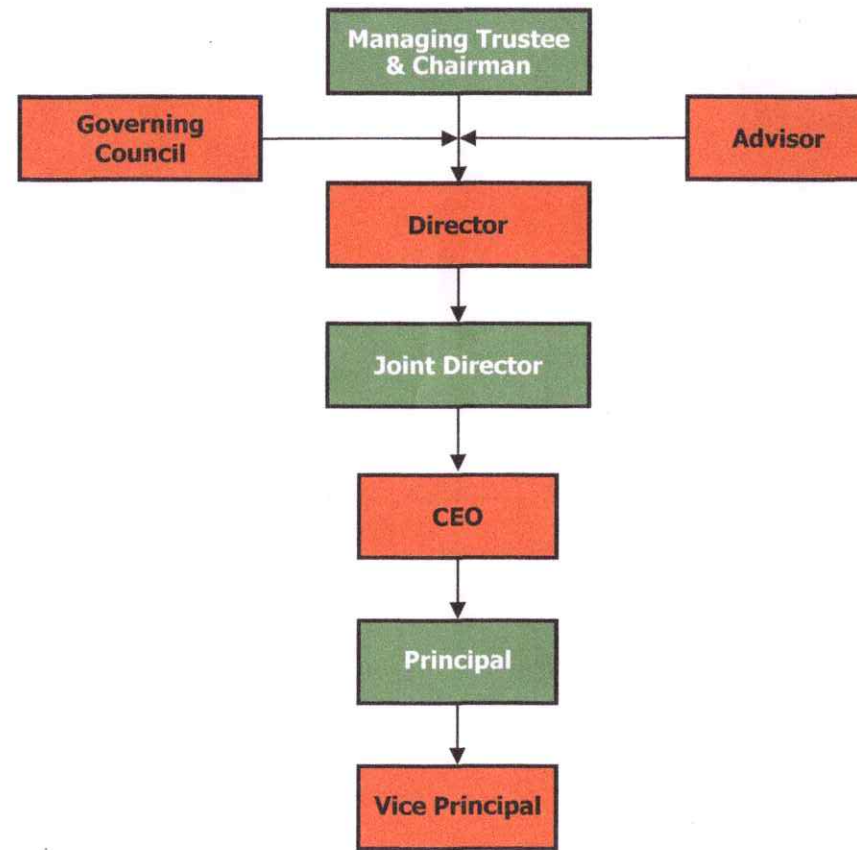 Managing Trustee
& Chairman
Governing
Council
Advisor
Director
Joint Director
CEO
Principal
Vice Principal